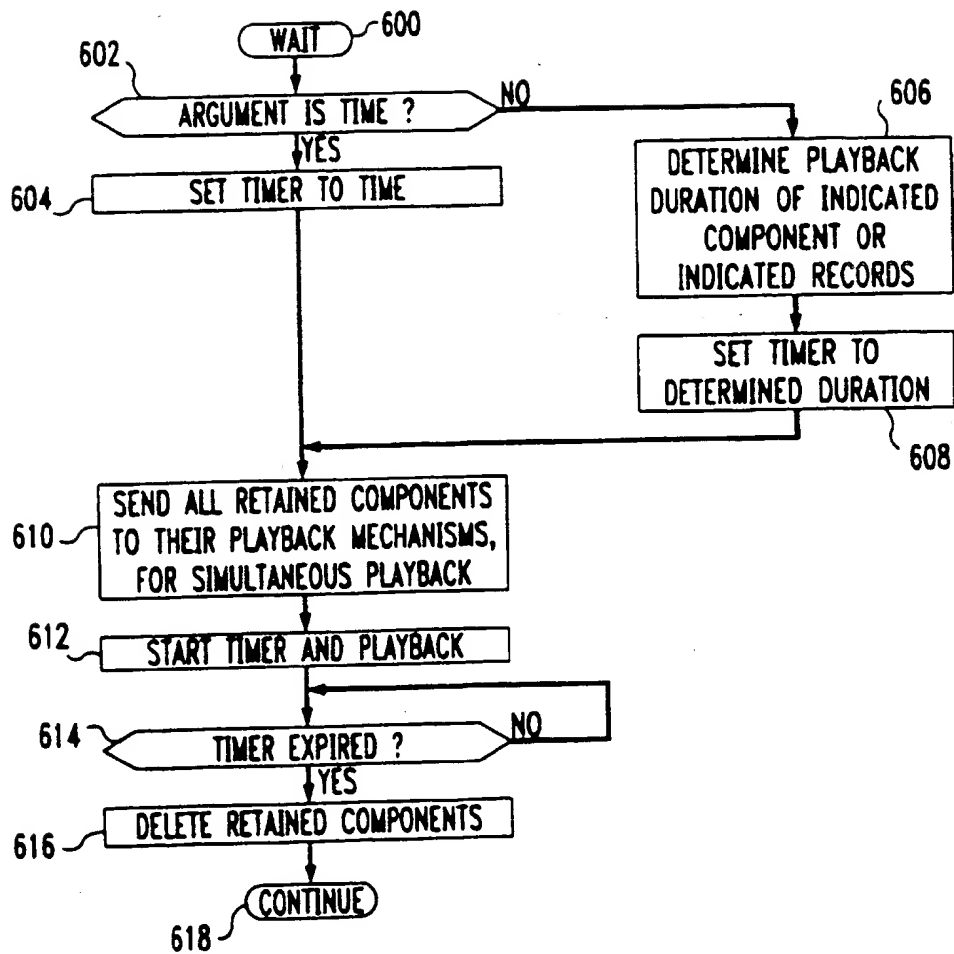 WAIT
600
602
ARGUMENT IS TIME ?
NO
YES
604
SET TIMER TO TIME
606
DETERMINE PLAYBACK
DURATION OF INDICATED
COMPONENT OR
INDICATED RECORDS
SET TIMER TO
DETERMINED DURATION
608
610
SEND ALL RETAINED COMPONENTS
TO THEIR PLAYBACK MECHANISMS,
FOR SIMULTANEOUS PLAYBACK
612
START TIMER AND PLAYBACK
614
TIMER EXPIRED ?
NO
YES
616
DELETE RETAINED COMPONENTS
CONTINUE
618